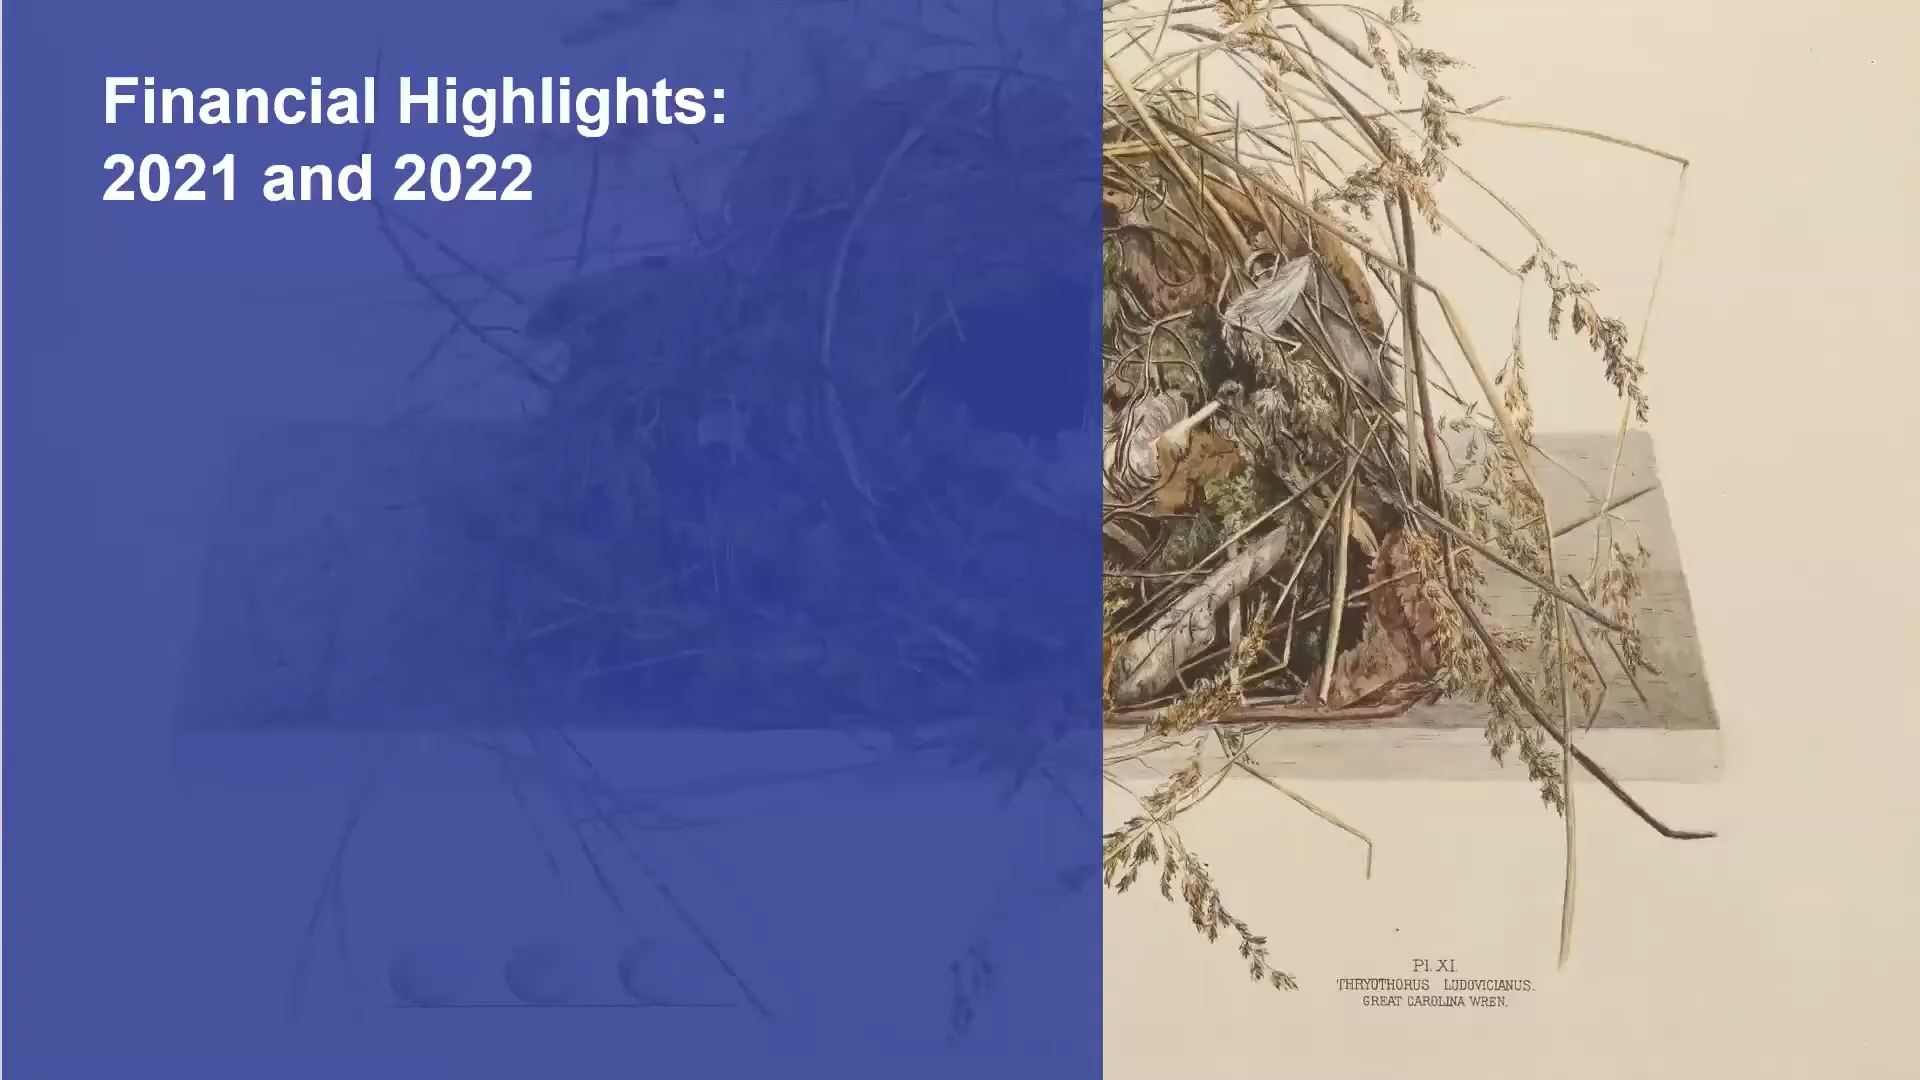 Financial Highlights:
2021 and 2022
Pl. XI.
THRYOTHORUS LUDOVICIANUS.
GREAT CAROLINA WREN.